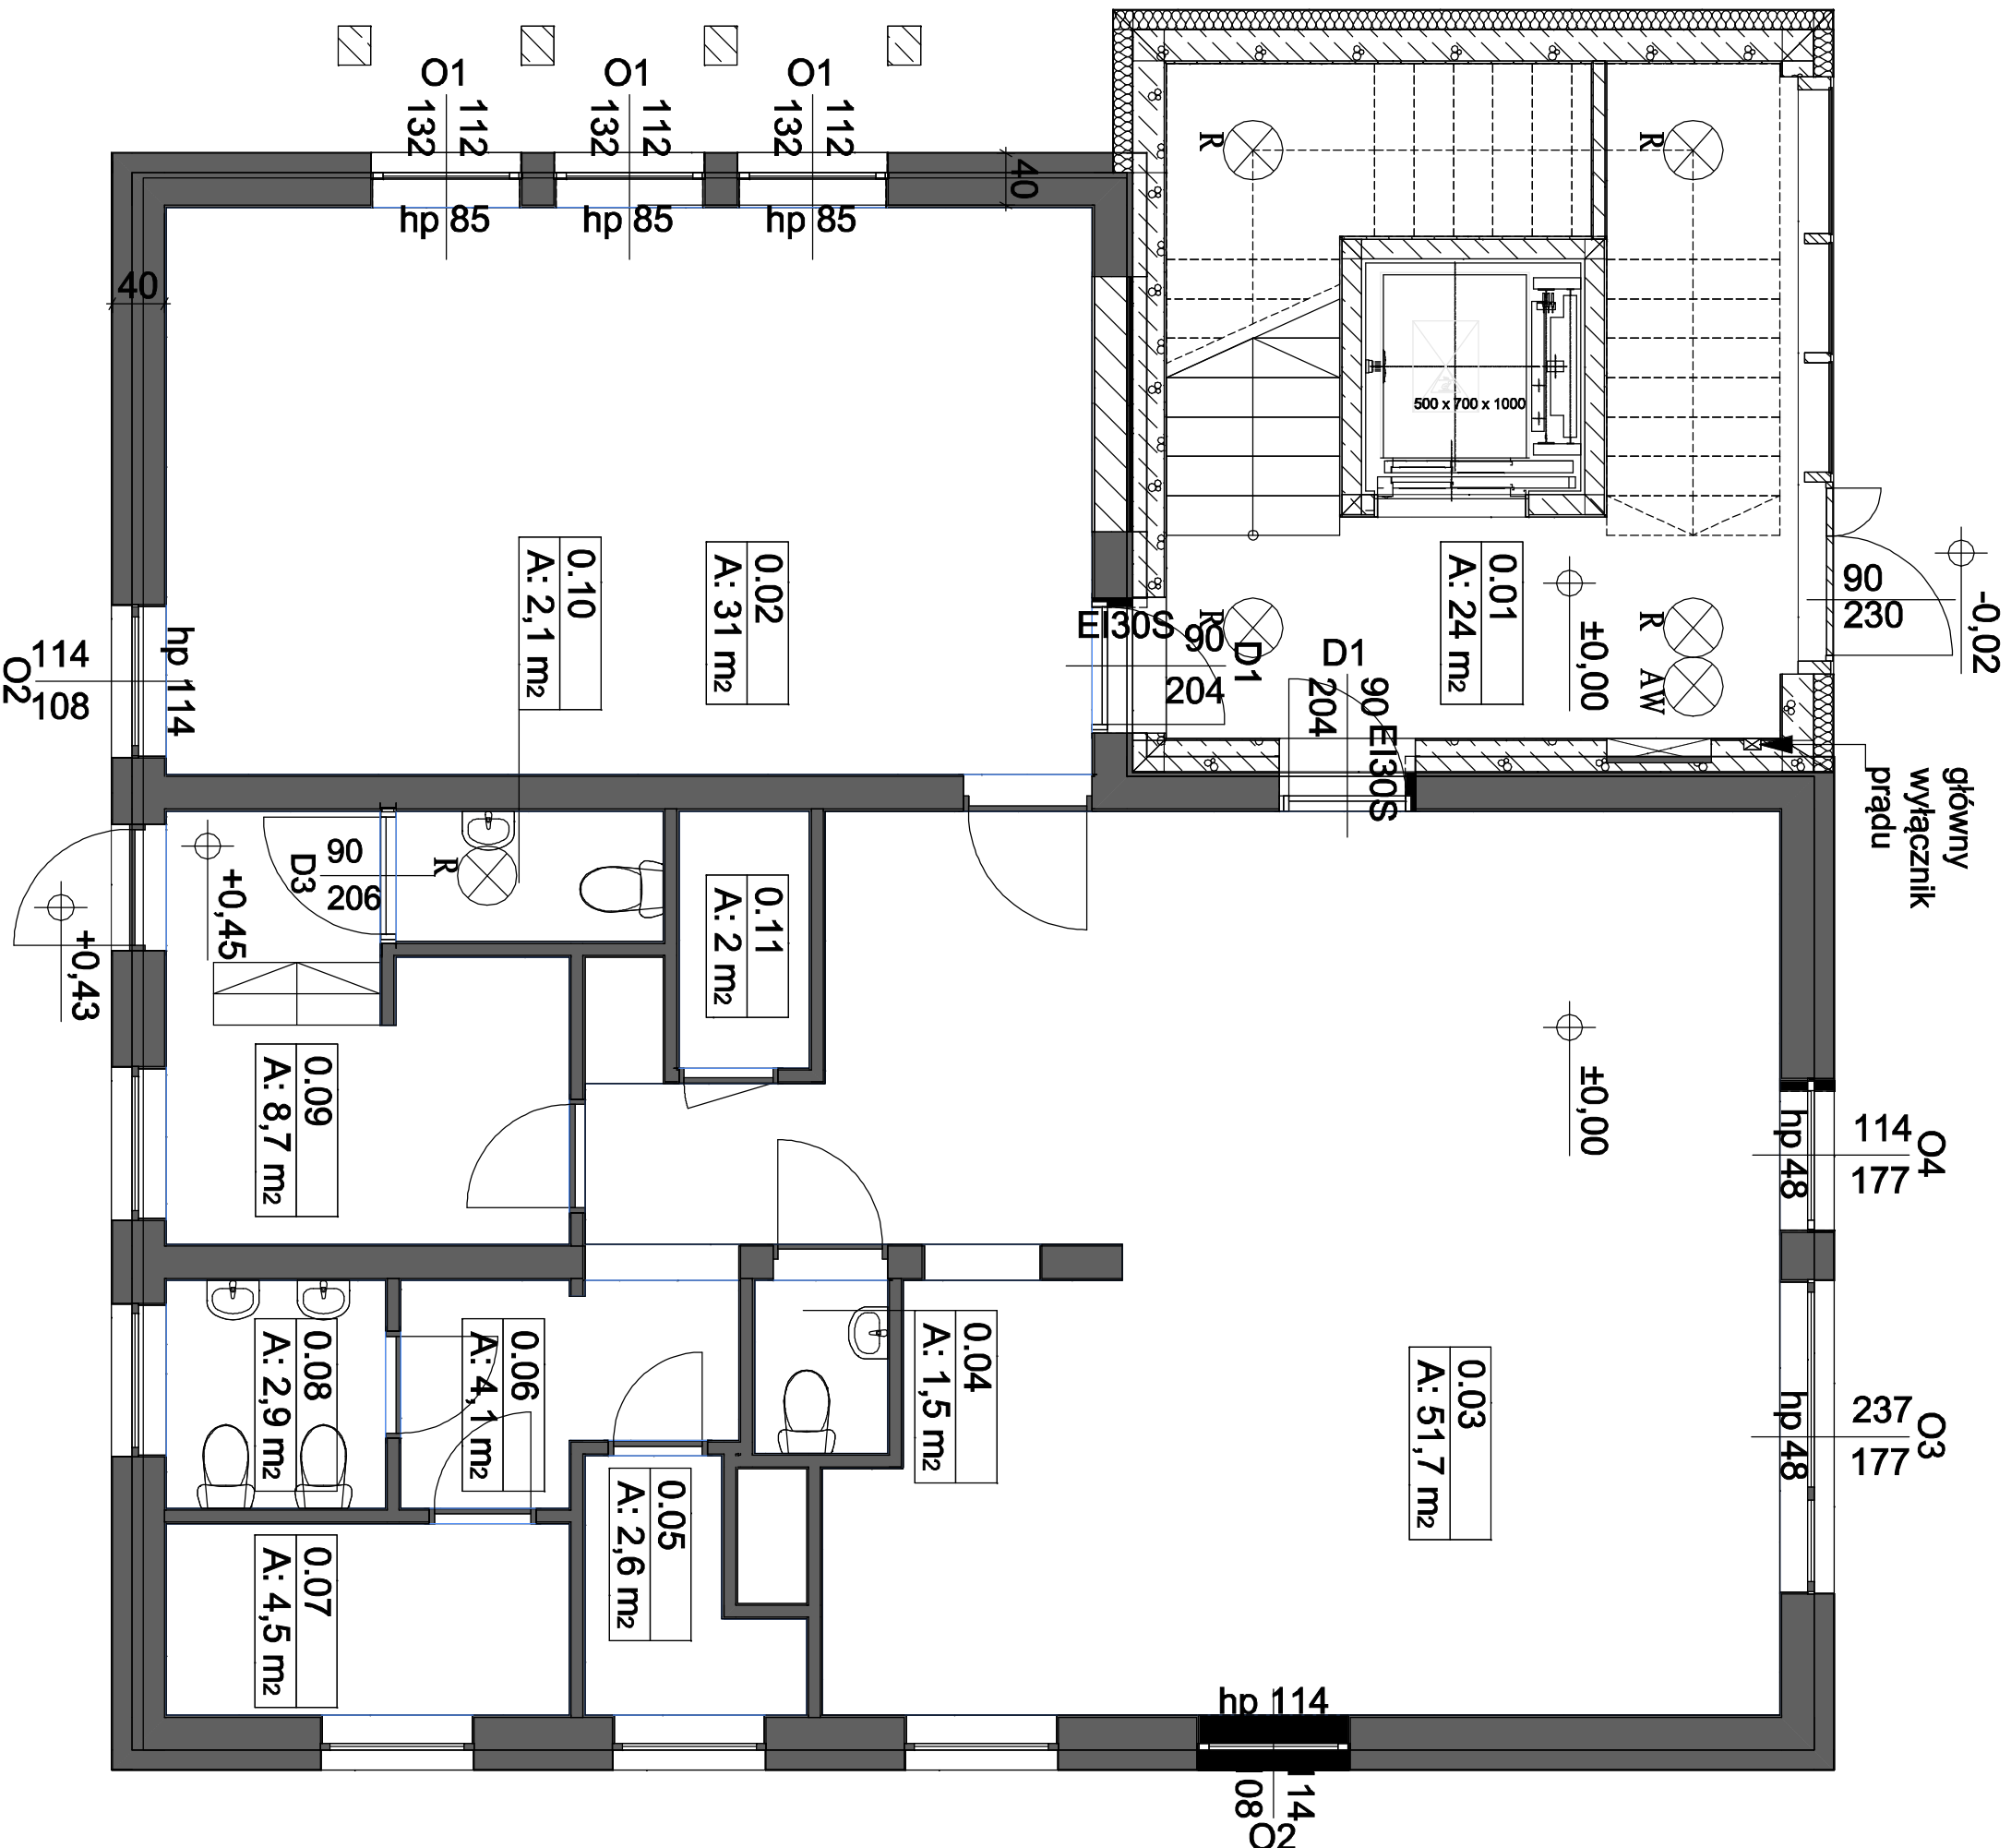 O1
112
132
O1
112
132
O1
112
132
hp 85
hp 85
hp 85
40
40
R
R
500 x 700 x 1000
0.10
A: 2,1 m2
0.02
A: 31 m2
0.01
A: 24 m2
±0,00
R
R
AW
EI30S
90
204
D1
D1
90
204
EI30S
90
230
-0,02
główny
wyłącznik
prądu
hp 114
114
108
O2
90
206
D3
R
+0,45
+0,43
0.11
A: 2 m2
0.09
A: 8,7 m2
±0,00
hp 48
114
177
O4
0.08
A: 2,9 m2
0.06
A: 4,1 m2
0.04
A: 1,5 m2
0.03
A: 51,7 m2
hp 48
237
177
O3
0.07
A: 4,5 m2
0.05
A: 2,6 m2
hp 114
14
08
O2